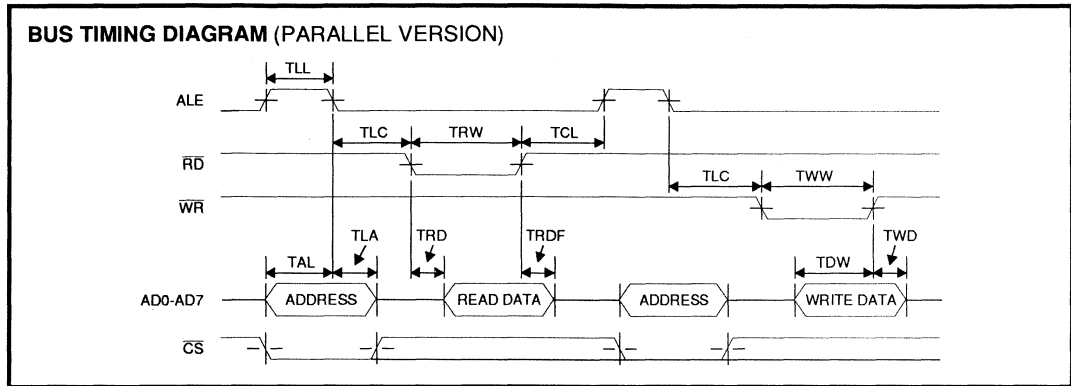 BUS TIMING DIAGRAM (PARALLEL VERSION)
TLL
ALE
TLC TRW TCL
RD
TLC TWW
WR
TLA TRD TRDF TWD
TAL TDW
AD0-AD7 ADDRESS READ DATA ADDRESS WRITE DATA
CS